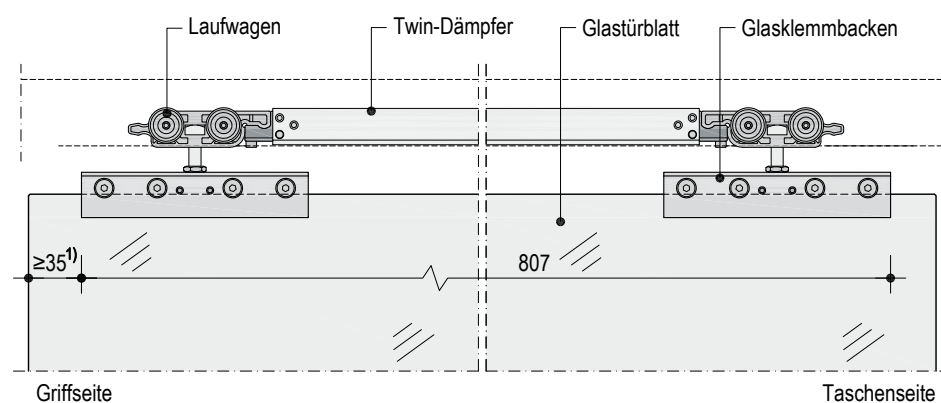 Laufwagen
Twin-Dämpfer
Glastürblatt
Glasklemmbacken
≥35¹⁾
807
Griffseite
Taschenseite